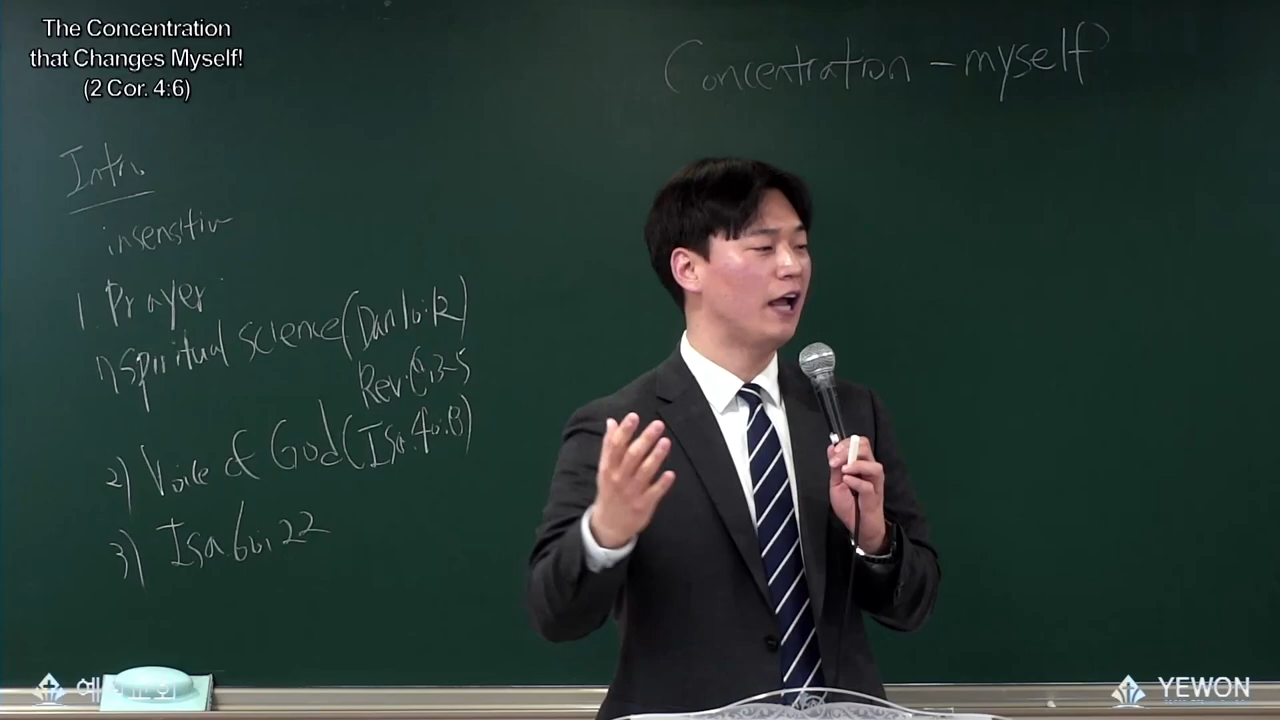 The Concentration
that Changes Myself!
(2 Cor. 4:6)
Concentration - myself
Intro.
insensitiv
1. Prayer
1) Spiritual science (Dan 10:12)
Rev. 8:3-5
2) Voice of God (Isa. 40:8)
3) Isa 60:22
YEWON